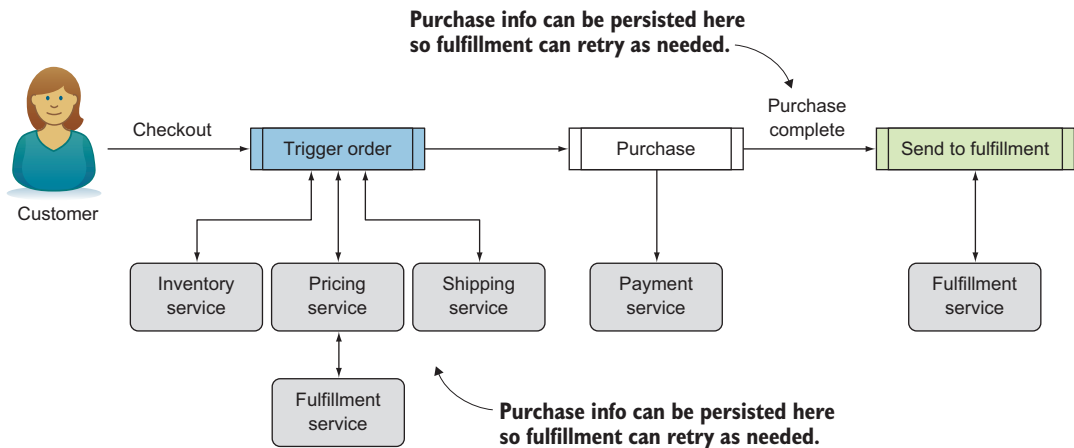 Purchase info can be persisted here
so fulfillment can retry as needed.
Checkout
Trigger order
Purchase
Purchase
complete
Send to fulfillment
Customer
Inventory
service
Pricing
service
Shipping
service
Payment
service
Fulfillment
service
Fulfillment
service
Purchase info can be persisted here
so fulfillment can retry as needed.